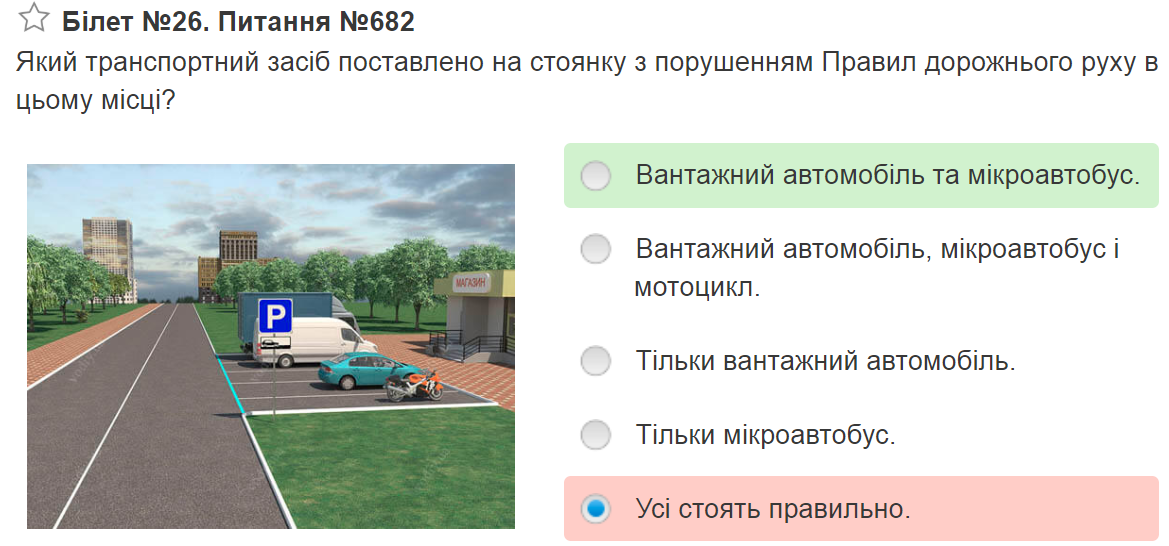 Білет №26. Питання №682
Який транспортний засіб поставлено на стоянку з порушенням Правил дорожнього руху в
цьому місці?
Вантажний автомобіль та мікроавтобус.
Вантажний автомобіль, мікроавтобус і
мотоцикл.
Тільки вантажний автомобіль.
Тільки мікроавтобус.
Усі стоять правильно.
МАГАЗИН
P